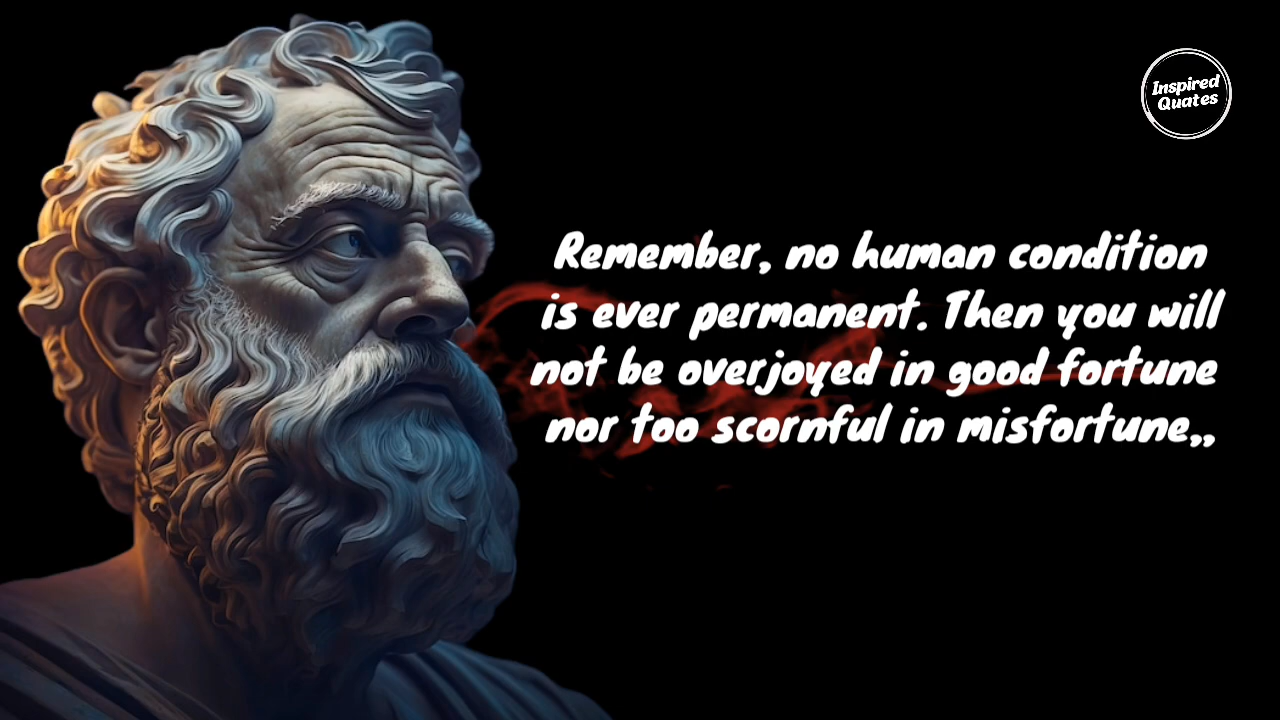 Inspired
Quates
Remember, no human condition
is ever permanent. Then you will
not be overjoyed in good fortune
nor too scornful in misfortune,,